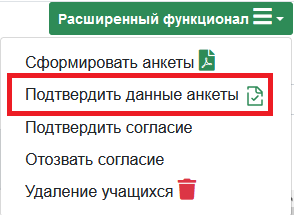 Расширенный функционал
Сформировать анкеты
Подтвердить данные анкеты
Подтвердить согласие
Отозвать согласие
Удаление учащихся